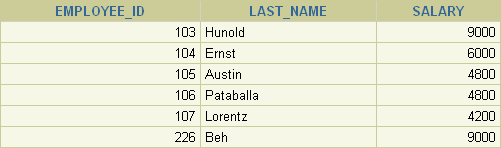 EMPLOYEE_ID LAST_NAME SALARY
103 Hunold 9000
104 Ernst 6000
105 Austin 4800
106 Pataballa 4800
107 Lorentz 4200
226 Beh 9000